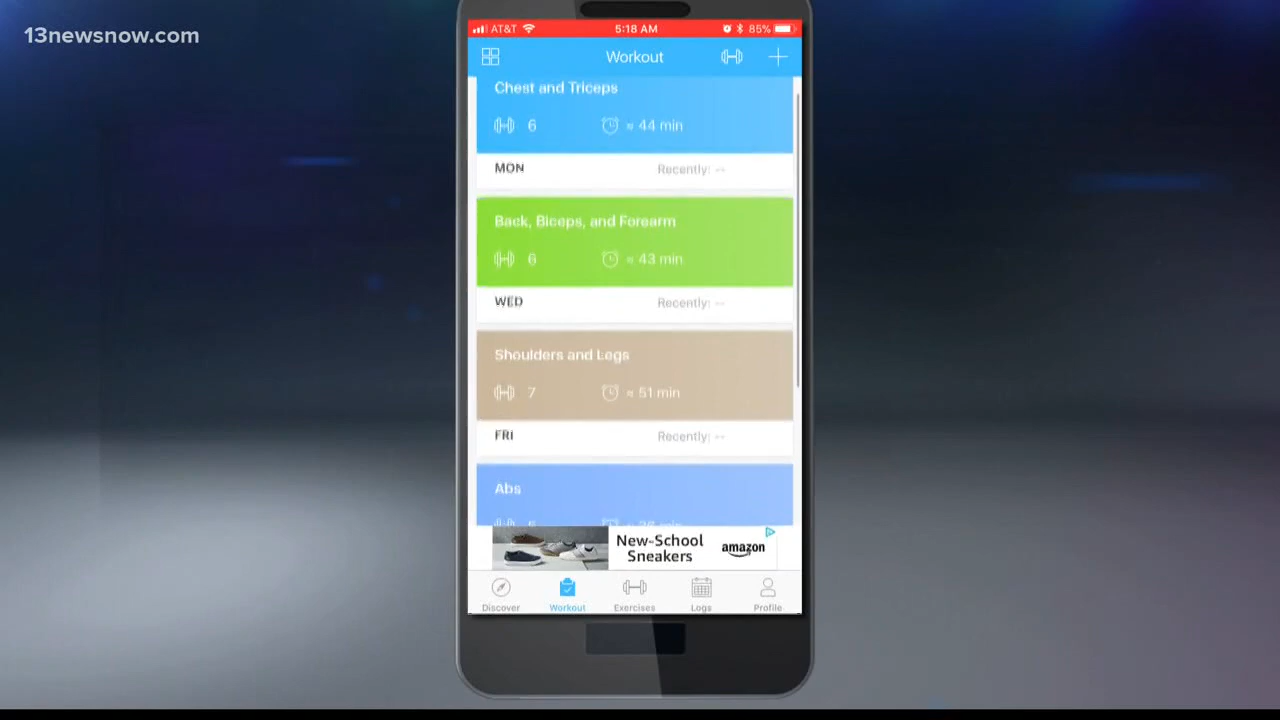 13newsnow.com
AT&T 5:18 AM 85%
Workout
Chest and Triceps
6 ≈ 44 min
MON Recently: --
Back, Biceps, and Forearm
6 ≈ 43 min
WED Recently: --
Shoulders and Legs
7 ≈ 51 min
FRI Recently: --
Abs
New-School
Sneakers
amazon
Discover Workout Exercises Logs Profile